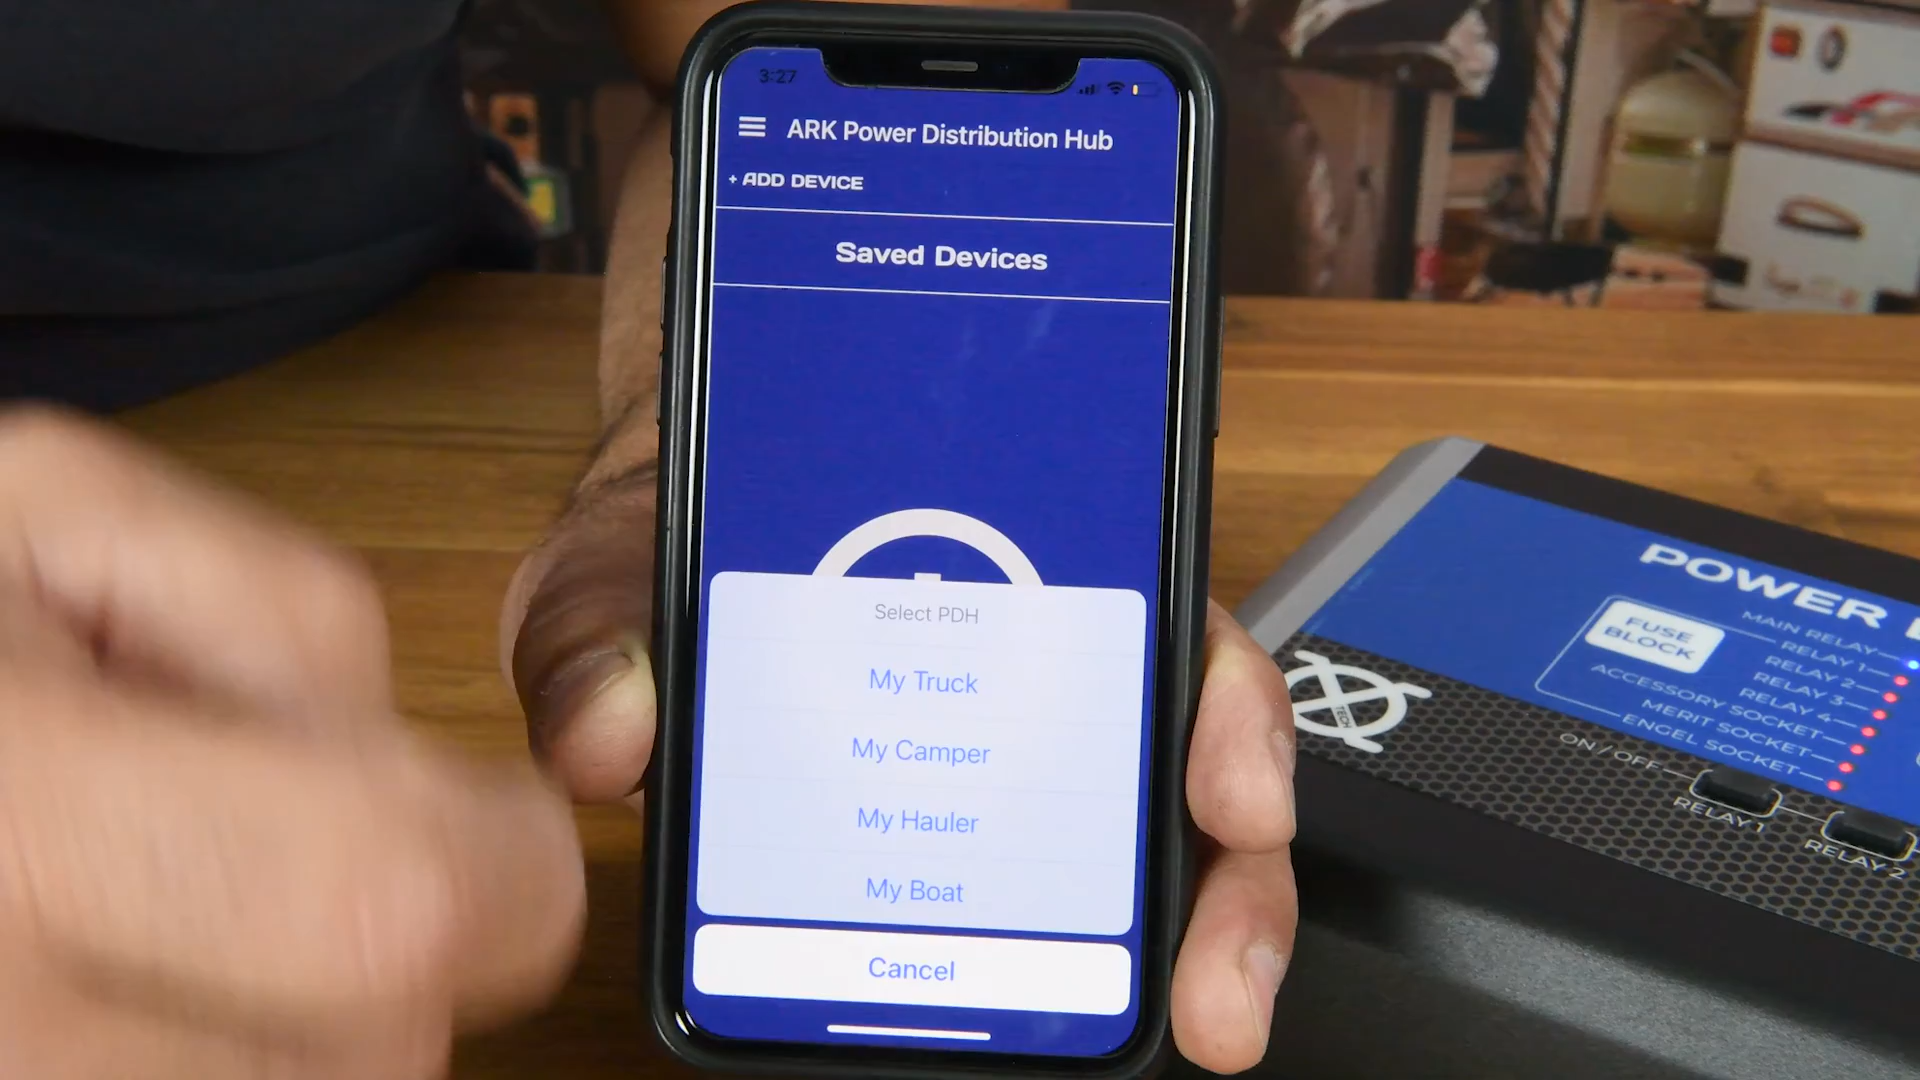 3:27
ARK Power Distribution Hub
+ ADD DEVICE
Saved Devices
Select PDH
My Truck
My Camper
My Hauler
My Boat
Cancel
POWER
FUSE
BLOCK
MAIN RELAY
RELAY 1
RELAY 2
RELAY 3
RELAY 4
ACCESSORY SOCKET
MERIT SOCKET
ENGEL SOCKET
ON / OFF
RELAY 1
RELAY 2
TECH